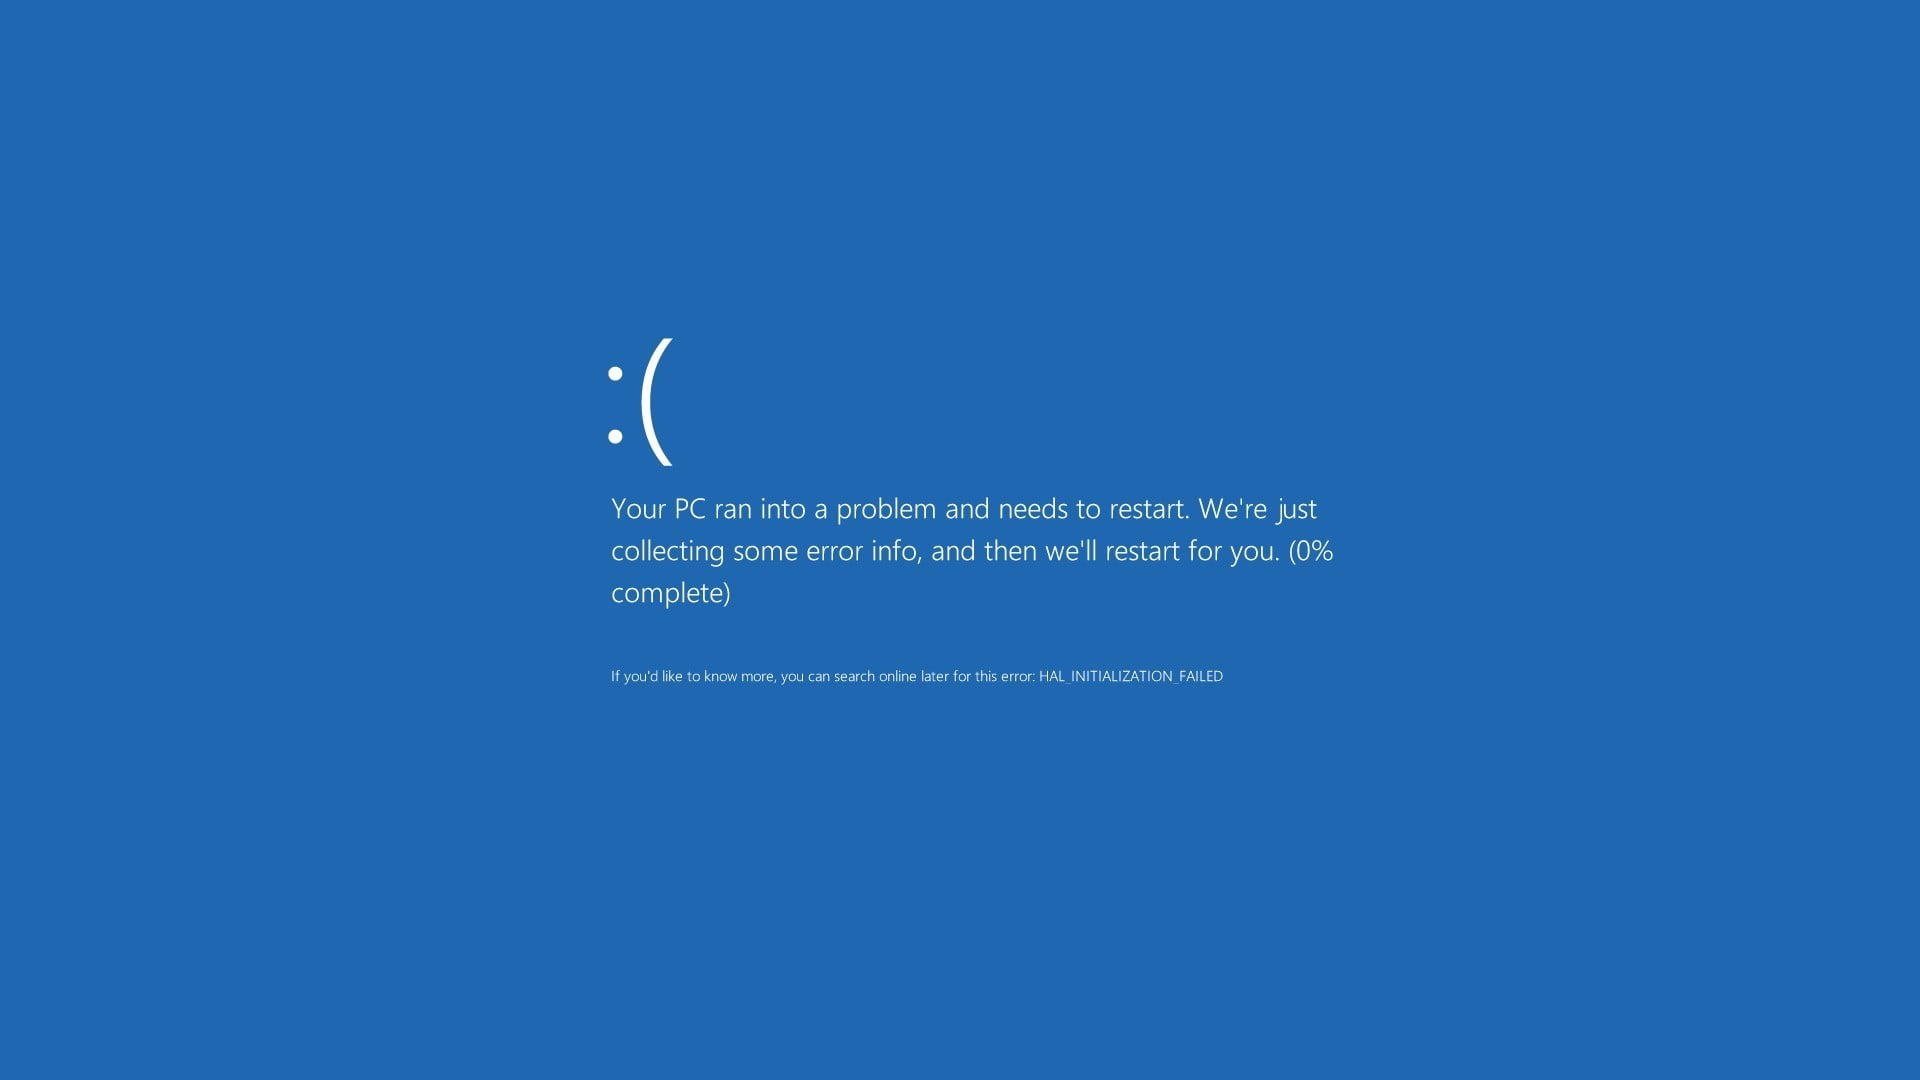 :(
Your PC ran into a problem and needs to restart. We're just
collecting some error info, and then we'll restart for you. (0%
complete)
If you'd like to know more, you can search online later for this error: HAL_INITIALIZATION_FAILED